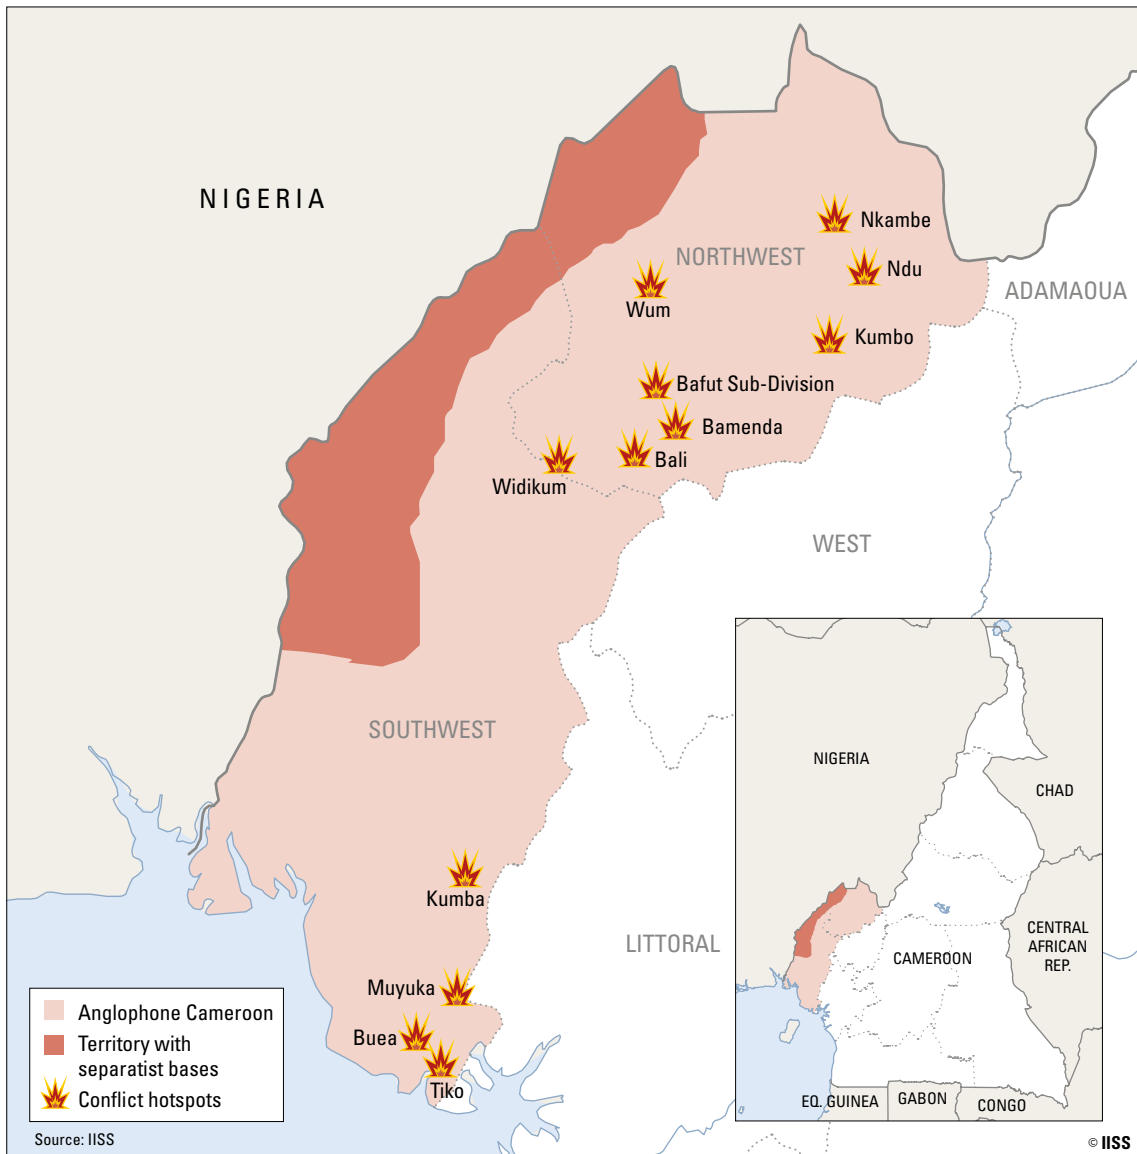 NIGERIA
Nkambe
NORTHWEST
Ndu
ADAMAOUA
Wum
Kumbo
Bafut Sub-Division
Bamenda
Bali
Widikum
WEST
SOUTHWEST
NIGERIA
CHAD
Kumba
LITTORAL
CENTRAL
AFRICAN
REP.
CAMEROON
Muyuka
Buea
Tiko
Anglophone Cameroon
Territory with
separatist bases
Conflict hotspots
EQ. GUINEA
GABON
CONGO
Source: IISS
© IISS